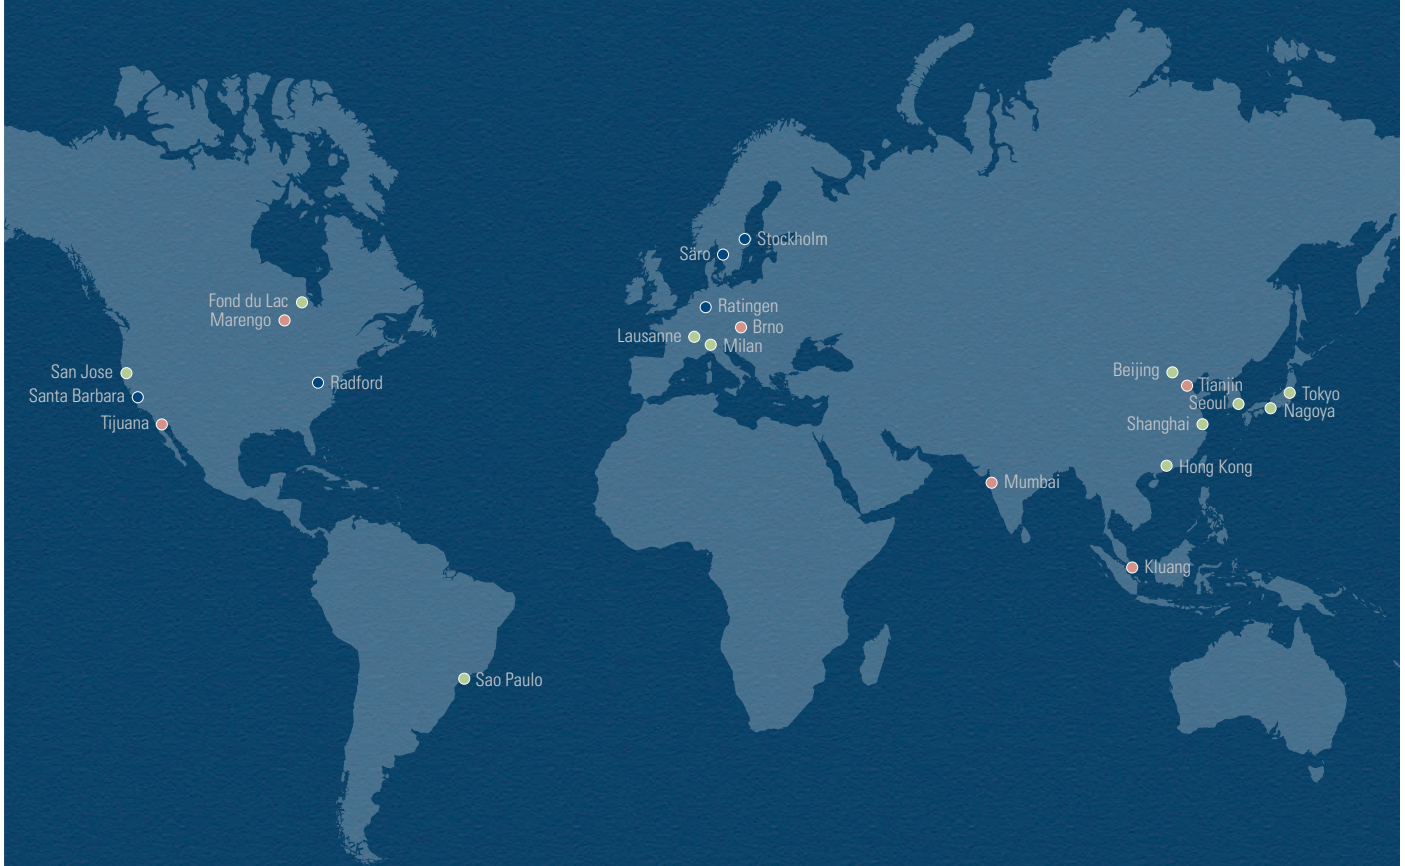 Stockholm
Säro
Fond du Lac
Ratingen
Marengo
Brno
Lausanne
Milan
San Jose
Beijing
Radford
Tianjin
Santa Barbara
Tokyo
Seoul
Nagoya
Tijuana
Shanghai
Hong Kong
Mumbai
Kluang
Sao Paulo